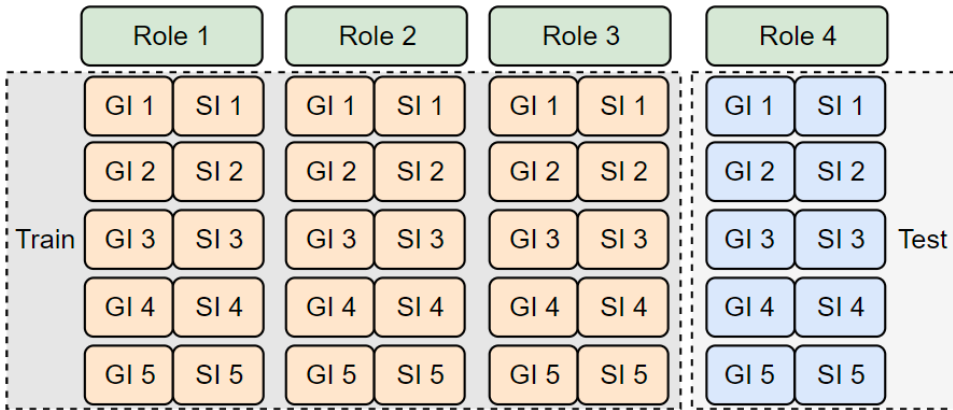 Role 1 Role 2 Role 3 Role 4
GI 1 SI 1 GI 1 SI 1 GI 1 SI 1 GI 1 SI 1
GI 2 SI 2 GI 2 SI 2 GI 2 SI 2 GI 2 SI 2
Train GI 3 SI 3 GI 3 SI 3 GI 3 SI 3 GI 3 SI 3 Test
GI 4 SI 4 GI 4 SI 4 GI 4 SI 4 GI 4 SI 4
GI 5 SI 5 GI 5 SI 5 GI 5 SI 5 GI 5 SI 5